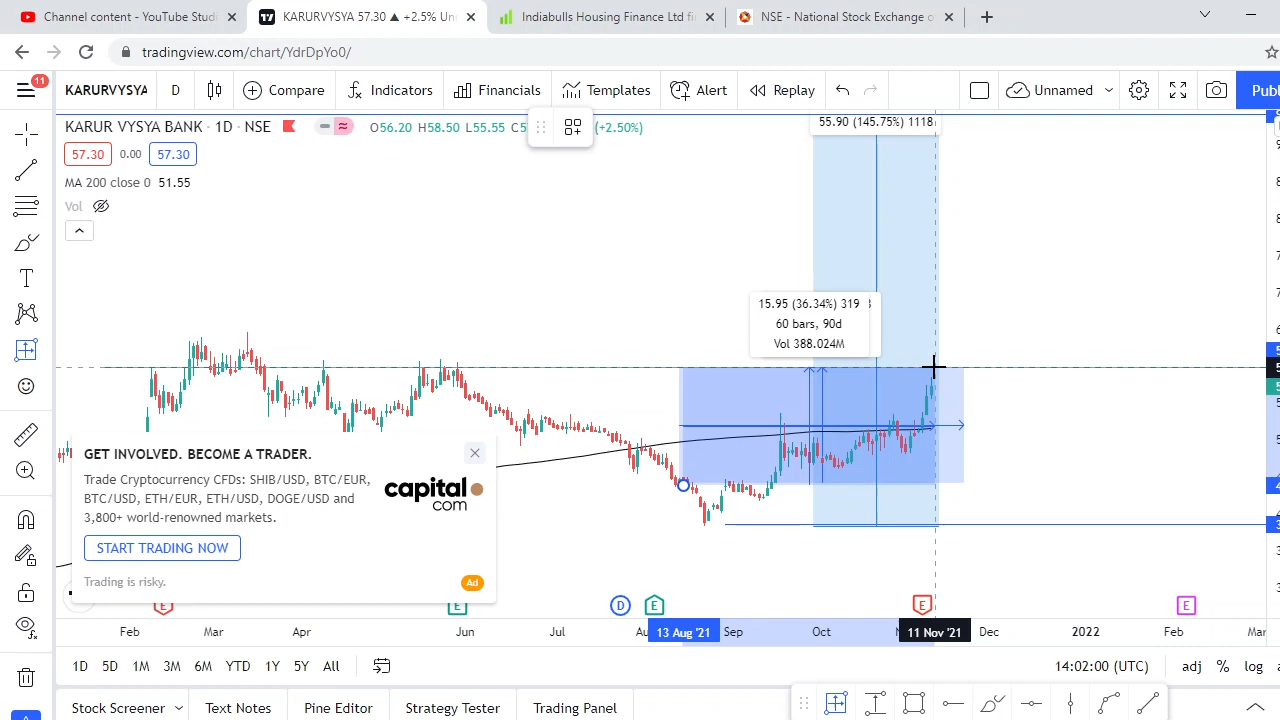 Channel content - YouTube Studi
KARURVYSYA 57.30 ▲ +2.5% Un
Indiabulls Housing Finance Ltd fi
NSE - National Stock Exchange o
tradingview.com/chart/YdrDpYo0/
11
KARURVYSYA
D
Compare
Indicators
Financials
Templates
Alert
Replay
Unnamed
Publ
KARUR VYSYA BANK · 1D · NSE
O56.20 H58.50 L55.55 C5 (+2.50%)
57.30 0.00 57.30
MA 200 close 0 51.55
Vol
55.90 (145.75%) 1118
15.95 (36.34%) 319
60 bars, 90d
Vol 388.024M
GET INVOLVED. BECOME A TRADER.
Trade Cryptocurrency CFDs: SHIB/USD, BTC/EUR,
BTC/USD, ETH/EUR, ETH/USD, DOGE/USD and
3,800+ world-renowned markets.
capital
com
START TRADING NOW
Trading is risky.
Ad
E E D E E E
Feb Mar Apr Jun Jul Au 13 Aug '21 Sep Oct 11 Nov '21 Dec 2022 Feb Mar
1D 5D 1M 3M 6M YTD 1Y 5Y All
14:02:00 (UTC) adj % log
Stock Screener Text Notes Pine Editor Strategy Tester Trading Panel